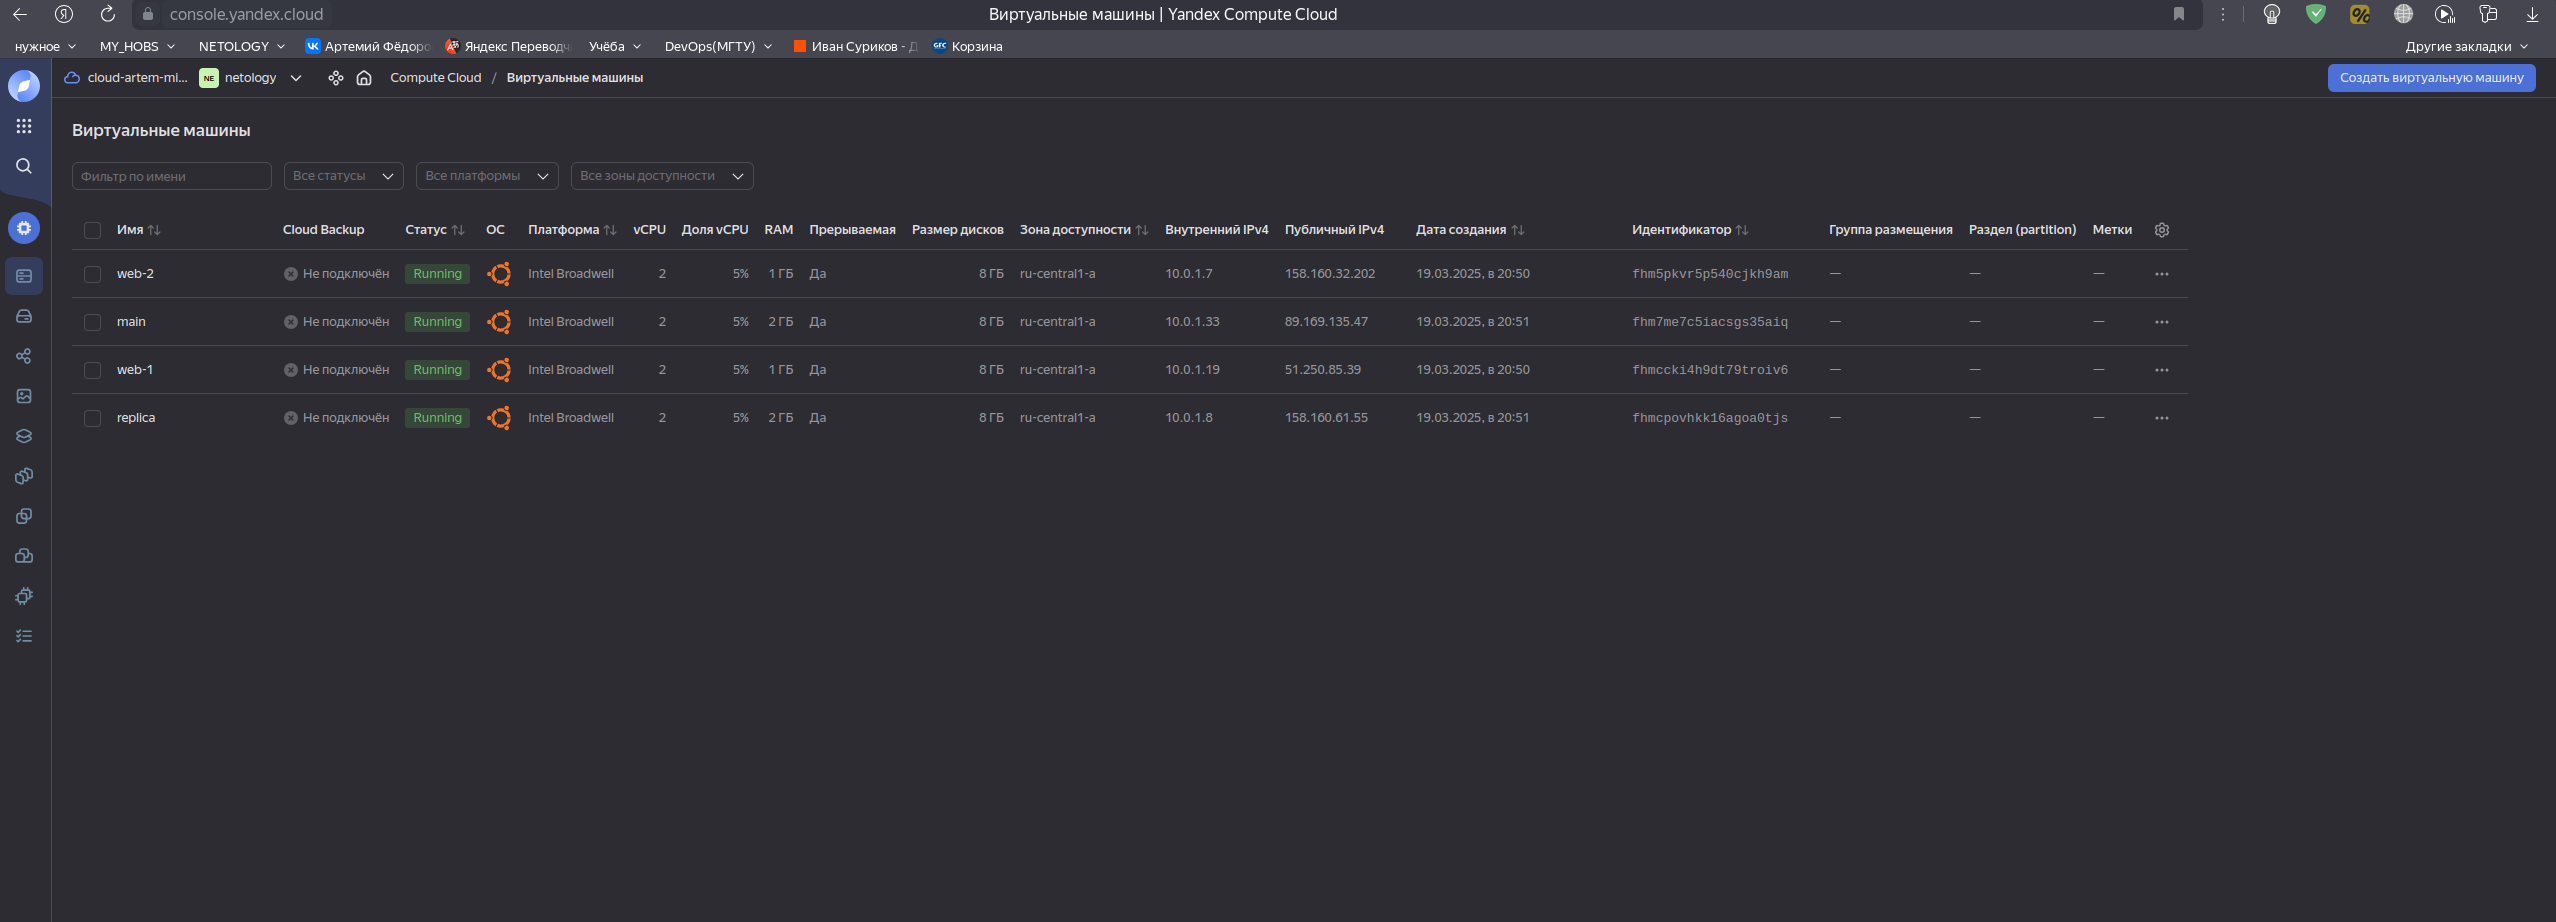 Я console.yandex.cloud Виртуальные машины | Yandex Compute Cloud
нужное MY_HOBS NETOLOGY Артемий Фёдоро Яндекс Переводч Учёба DevOps(МГТУ) Иван Суриков - Д GFC Корзина Другие закладки
cloud-artem-mi... NE netology Compute Cloud / Виртуальные машины Создать виртуальную машину
Виртуальные машины
Фильтр по имени Все статусы Все платформы Все зоны доступности
Имя Cloud Backup Статус ОС Платформа vCPU Доля vCPU RAM Прерываемая Размер дисков Зона доступности Внутренний IPv4 Публичный IPv4 Дата создания Идентификатор Группа размещения Раздел (partition) Метки
web-2 Не подключён Running Intel Broadwell 2 5% 1 ГБ Да 8 ГБ ru-central1-a 10.0.1.7 158.160.32.202 19.03.2025, в 20:50 fhm5pkvr5p540cjkh9am — — —
main Не подключён Running Intel Broadwell 2 5% 2 ГБ Да 8 ГБ ru-central1-a 10.0.1.33 89.169.135.47 19.03.2025, в 20:51 fhm7me7c5iacsgs35aiq — — —
web-1 Не подключён Running Intel Broadwell 2 5% 1 ГБ Да 8 ГБ ru-central1-a 10.0.1.19 51.250.85.39 19.03.2025, в 20:50 fhmccki4h9dt79troiv6 — — —
replica Не подключён Running Intel Broadwell 2 5% 2 ГБ Да 8 ГБ ru-central1-a 10.0.1.8 158.160.61.55 19.03.2025, в 20:51 fhmcpovhkk16agoa0tjs — — —